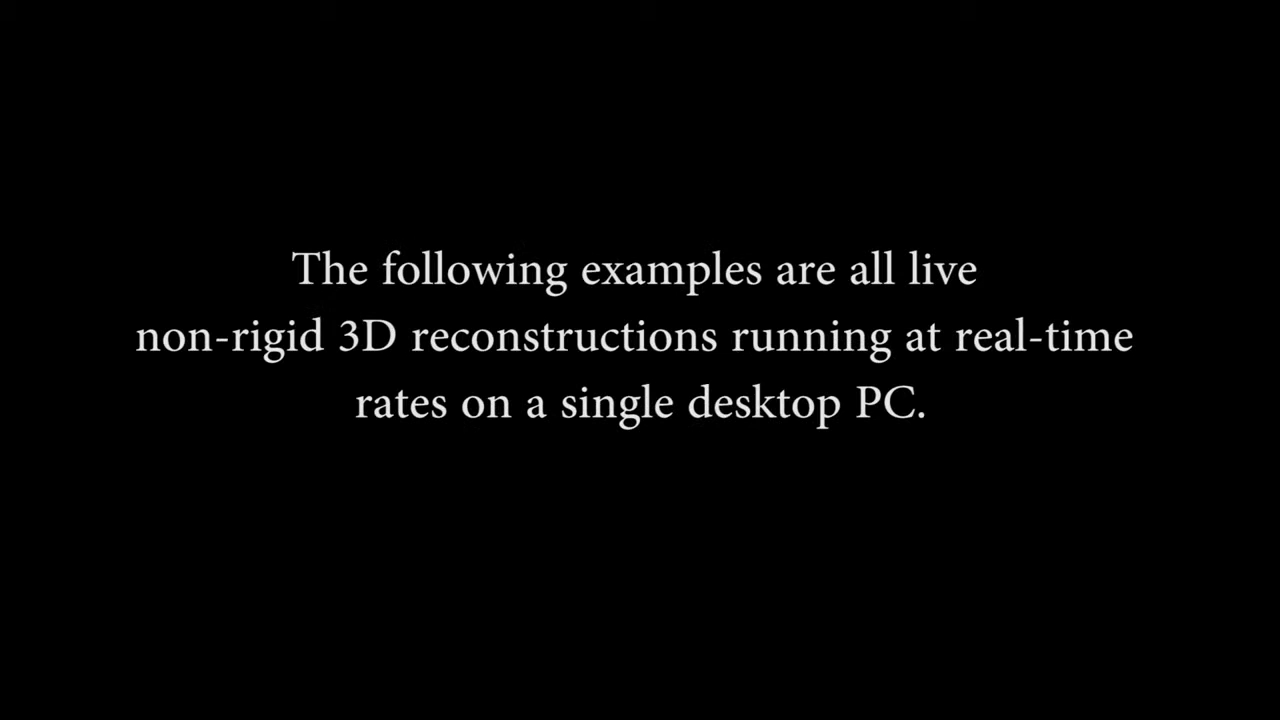 The following examples are all live
non-rigid 3D reconstructions running at real-time
rates on a single desktop PC.